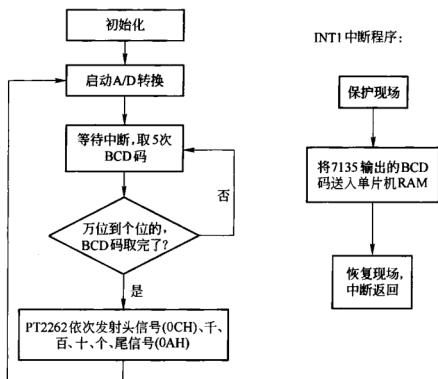 初始化
启动A/D转换
等待中断,取5次
BCD码
否
万位到个位的,
BCD码取完了?
是
PT2262依次发射头信号(0CH)、千、
百、十、个、尾信号(0AH)
INT1中断程序:
保护现场
将7135输出的BCD
码送入单片机RAM
恢复现场,
中断返回